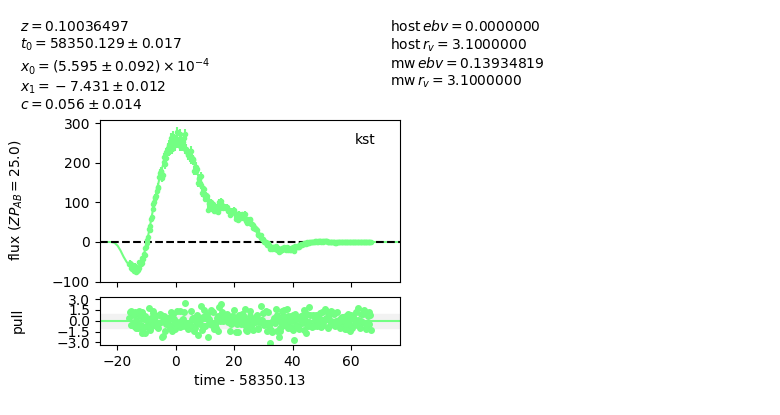 z = 0.10036497
t₀ = 58350.129 ± 0.017
x₀ = (5.595 ± 0.092) × 10⁻⁴
x₁ = −7.431 ± 0.012
c = 0.056 ± 0.014
host ebv = 0.0000000
host r_v = 3.1000000
mw ebv = 0.13934819
mw r_v = 3.1000000
kst
flux (ZP_AB = 25.0)
300
200
100
0
−100
pull
3.0
1.5
0.0
−1.5
−3.0
−20 0 20 40 60
time - 58350.13